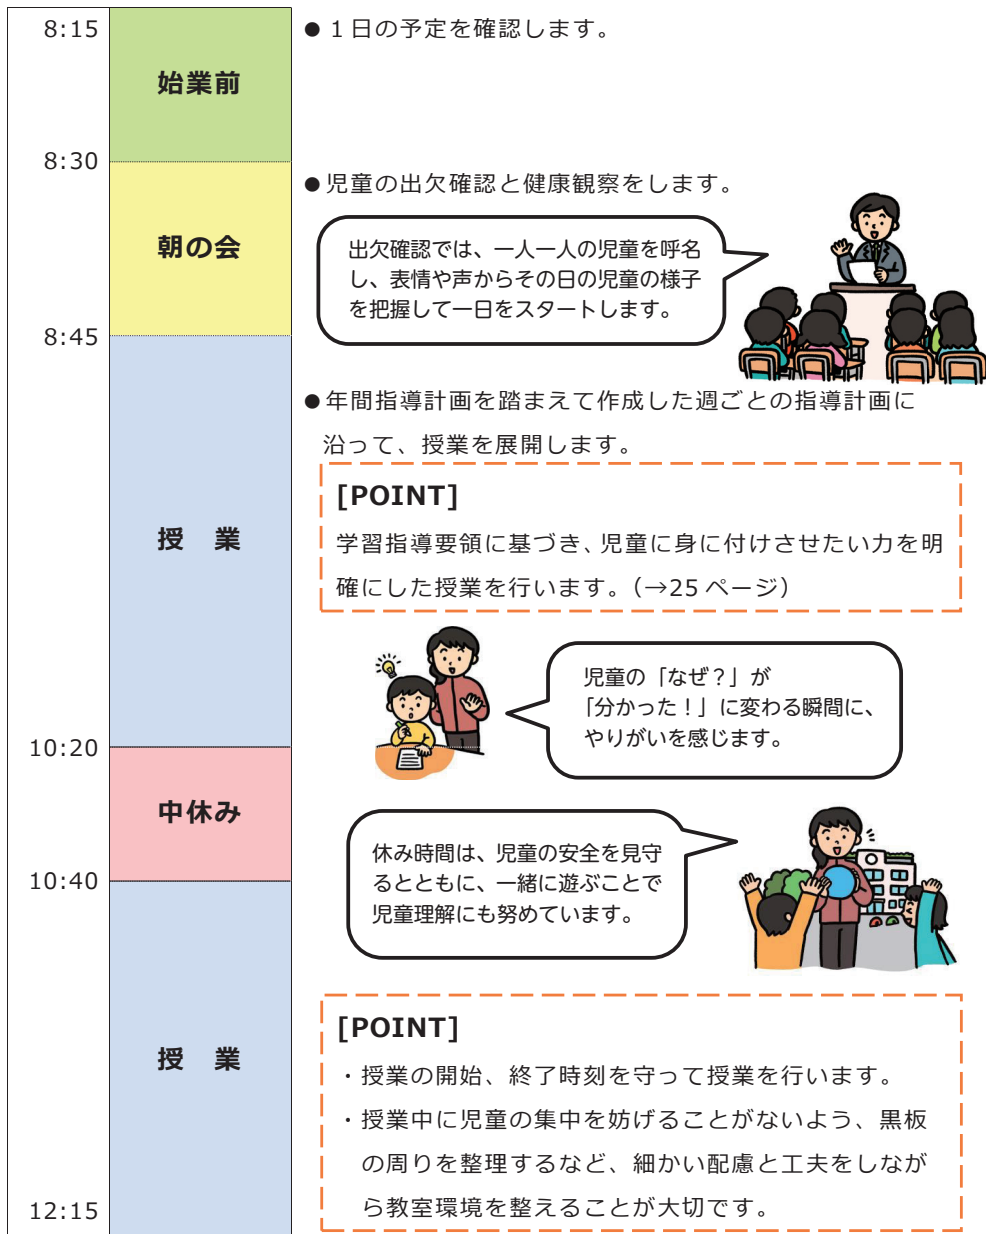 8:15
始業前
●１日の予定を確認します。
8:30
朝の会
●児童の出欠確認と健康観察をします。
出欠確認では、一人一人の児童を呼名
し、表情や声からその日の児童の様子
を把握して一日をスタートします。
8:45
授　業
●年間指導計画を踏まえて作成した週ごとの指導計画に
沿って、授業を展開します。
[POINT]
学習指導要領に基づき、児童に身に付けさせたい力を明
確にした授業を行います。（→25 ページ）
児童の「なぜ？」が
「分かった！」に変わる瞬間に、
やりがいを感じます。
10:20
中休み
休み時間は、児童の安全を見守
るとともに、一緒に遊ぶことで
児童理解にも努めています。
10:40
授　業
[POINT]
・授業の開始、終了時刻を守って授業を行います。
・授業中に児童の集中を妨げることがないよう、黒板
の周りを整理するなど、細かい配慮と工夫をしなが
ら教室環境を整えることが大切です。
12:15